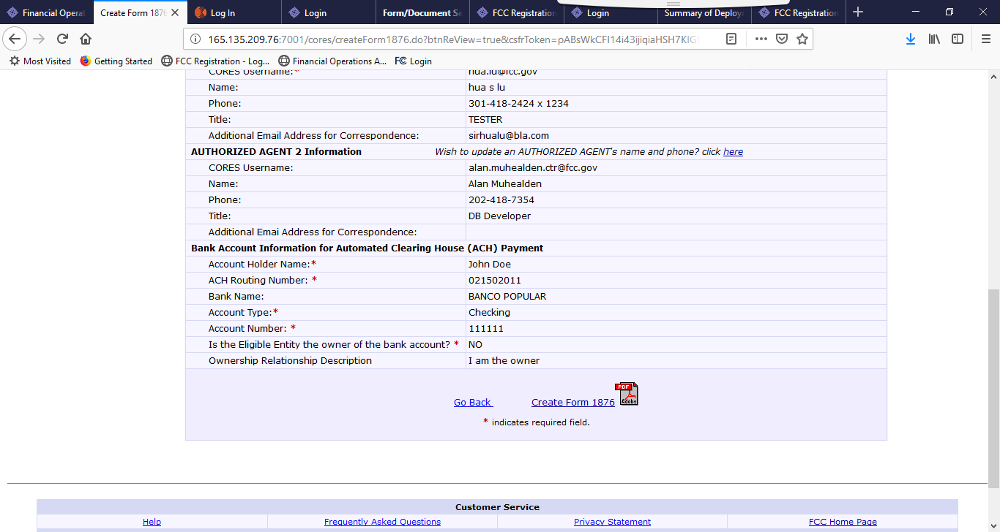 Financial Operat
Create Form 1876
Log In
Login
Form/Document Se
FCC Registration
Login
Summary of Deploy
FCC Registration
165.135.209.76:7001/cores/createForm1876.do?btnReView=true&csfrToken=pABsWkCFI14i43ijiqiaHSH7KIG
Most Visited
Getting Started
FCC Registration - Log...
Financial Operations A...
Login
CORES Username:* hua.lu@fcc.gov
Name: hua s lu
Phone: 301-418-2424 x 1234
Title: TESTER
Additional Email Address for Correspondence: sirhualu@bla.com
AUTHORIZED AGENT 2 Information Wish to update an AUTHORIZED AGENT's name and phone? click here
CORES Username: alan.muhealden.ctr@fcc.gov
Name: Alan Muhealden
Phone: 202-418-7354
Title: DB Developer
Additional Emai Address for Correspondence:
Bank Account Information for Automated Clearing House (ACH) Payment
Account Holder Name:* John Doe
ACH Routing Number: * 021502011
Bank Name: BANCO POPULAR
Account Type:* Checking
Account Number: * 111111
Is the Eligible Entity the owner of the bank account? * NO
Ownership Relationship Description I am the owner
PDF
Adobe
Go Back Create Form 1876
* indicates required field.
Customer Service
Help Frequently Asked Questions Privacy Statement FCC Home Page